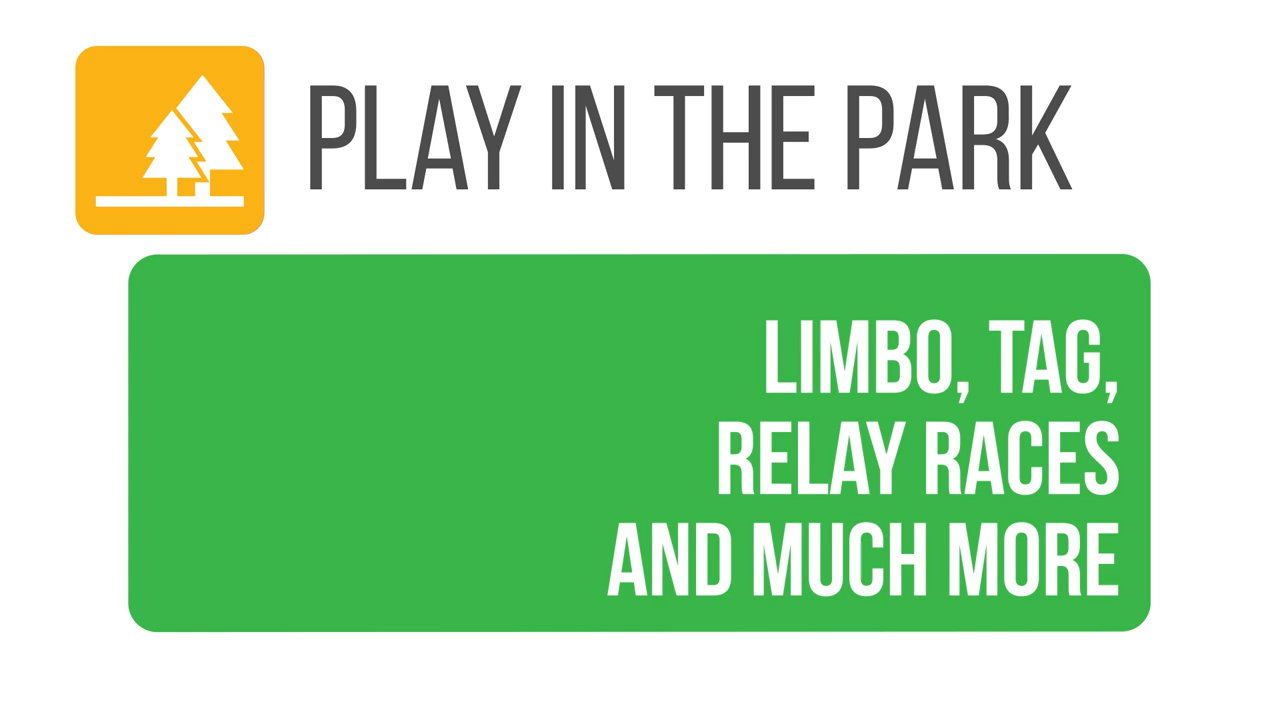 PLAY IN THE PARK
LIMBO, TAG,
RELAY RACES
AND MUCH MORE